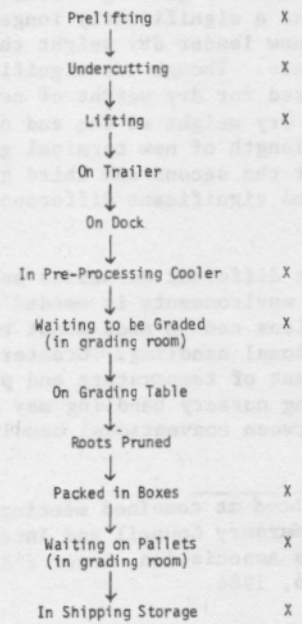 Prelifting X
Undercutting X
Lifting X
On Trailer
On Dock
In Pre-Processing Cooler X
Waiting to be Graded X
(in grading room)
On Grading Table
Roots Pruned
Packed in Boxes X
Waiting on Pallets X
(in grading room)
In Shipping Storage X